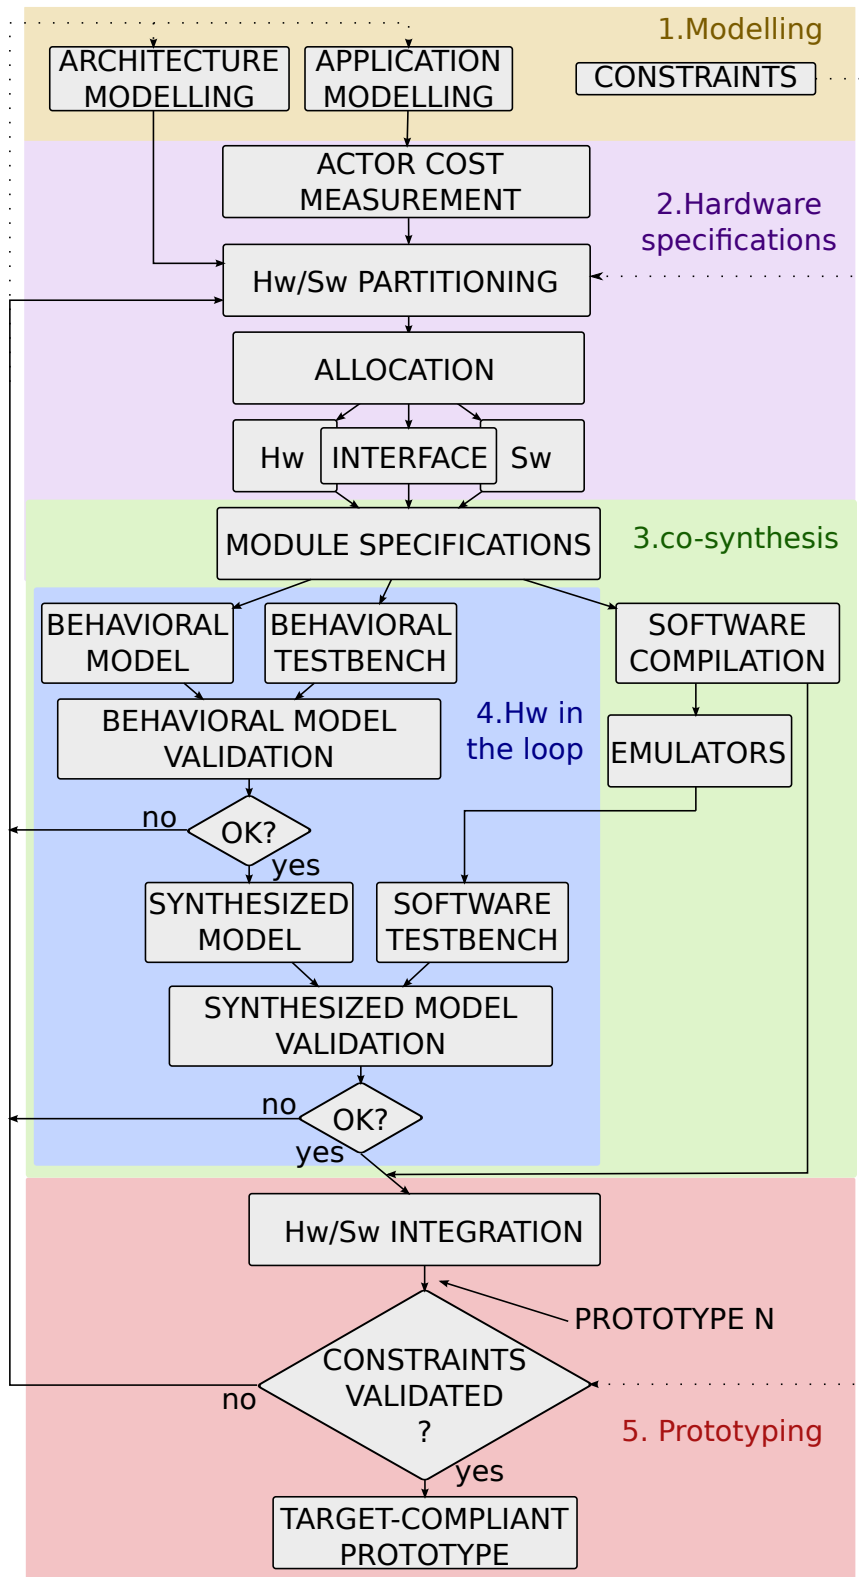 1.Modelling
ARCHITECTURE
MODELLING
APPLICATION
MODELLING
CONSTRAINTS
ACTOR COST
MEASUREMENT
2.Hardware
specifications
Hw/Sw PARTITIONING
ALLOCATION
Hw
INTERFACE
Sw
MODULE SPECIFICATIONS
3.co-synthesis
BEHAVIORAL
MODEL
BEHAVIORAL
TESTBENCH
SOFTWARE
COMPILATION
BEHAVIORAL MODEL
VALIDATION
4.Hw in
the loop
EMULATORS
no
OK?
yes
SYNTHESIZED
MODEL
SOFTWARE
TESTBENCH
SYNTHESIZED MODEL
VALIDATION
no
OK?
yes
Hw/Sw INTEGRATION
PROTOTYPE N
CONSTRAINTS
VALIDATED
?
no
5. Prototyping
yes
TARGET-COMPLIANT
PROTOTYPE